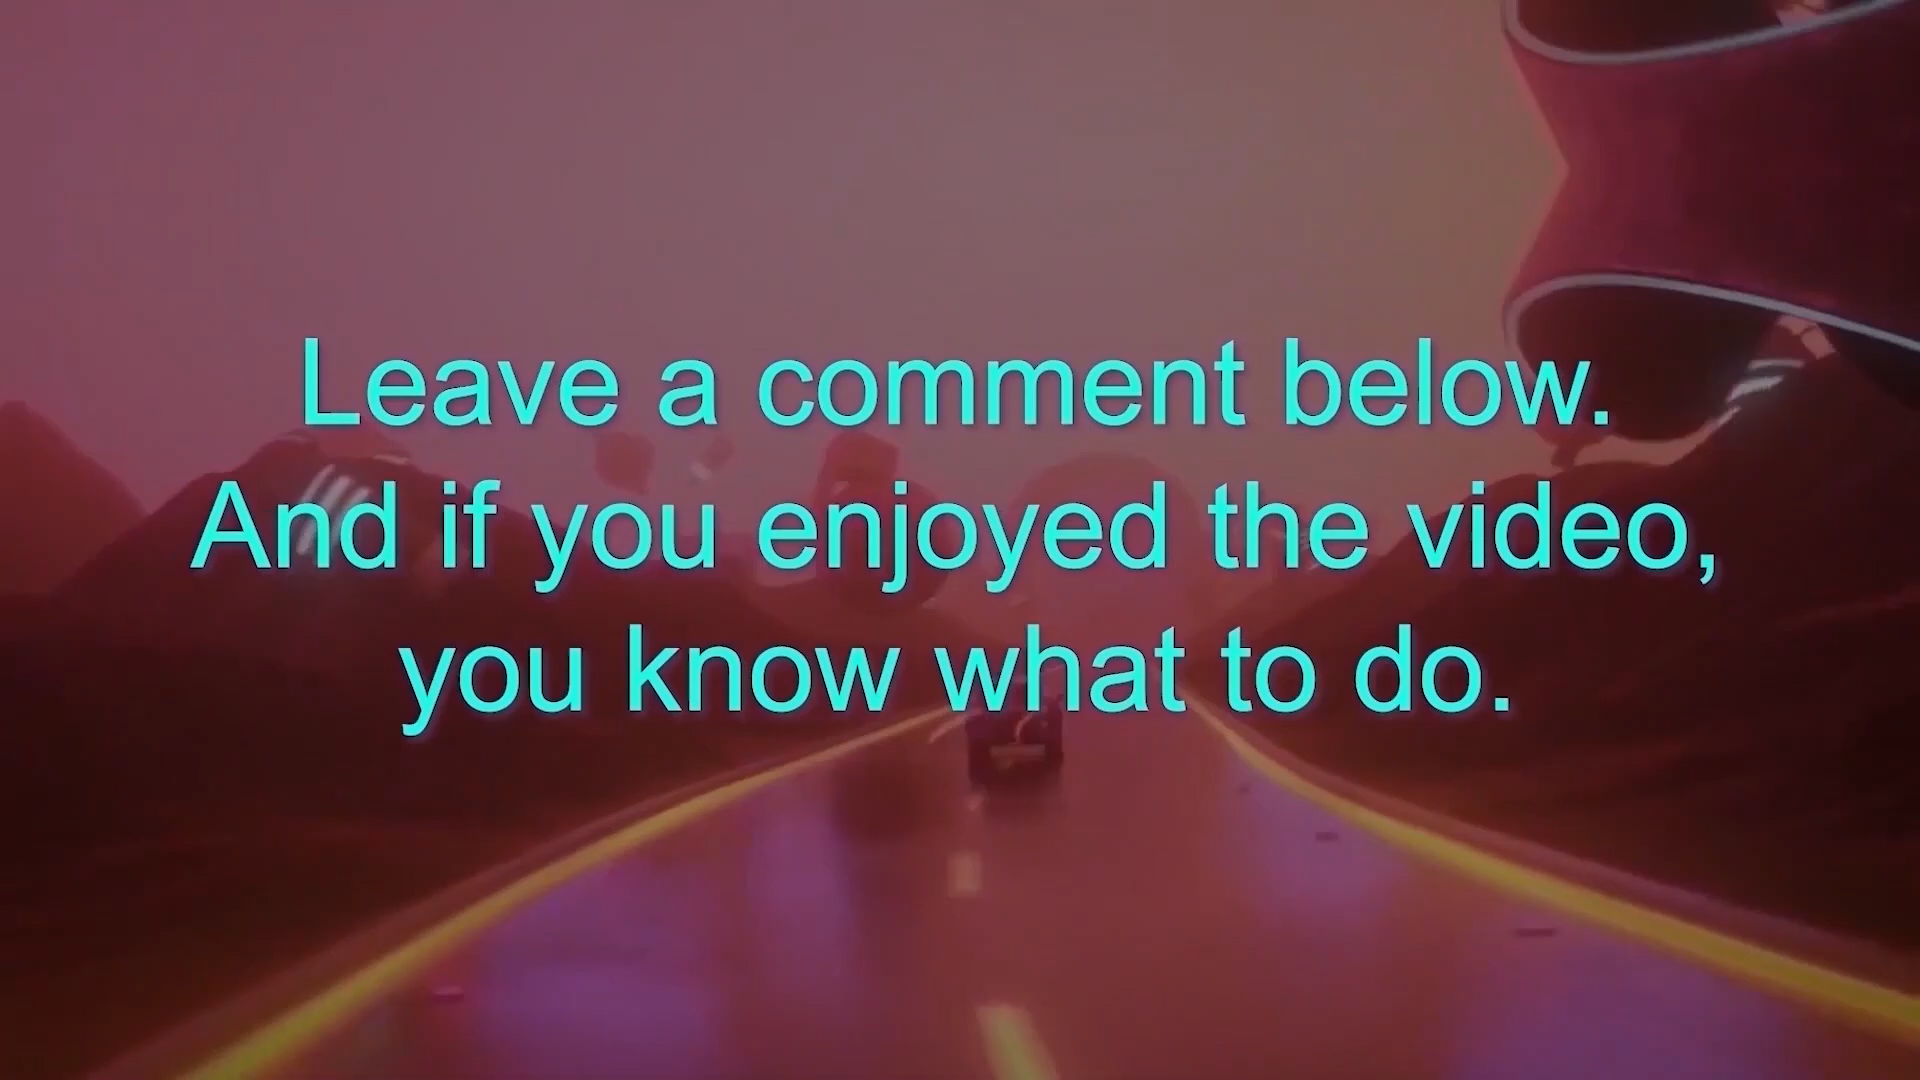 Leave a comment below.
And if you enjoyed the video,
you know what to do.